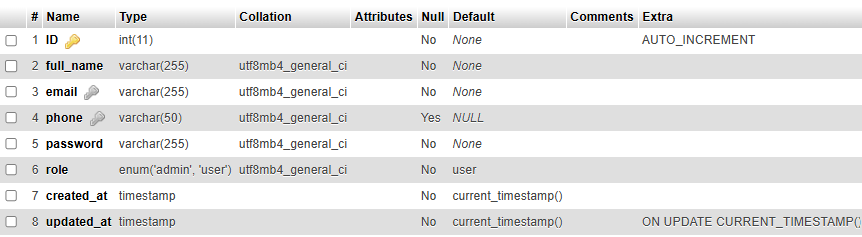 # Name Type Collation Attributes Null Default Comments Extra
1 ID int(11) No None AUTO_INCREMENT
2 full_name varchar(255) utf8mb4_general_ci No None
3 email varchar(255) utf8mb4_general_ci No None
4 phone varchar(50) utf8mb4_general_ci Yes NULL
5 password varchar(255) utf8mb4_general_ci No None
6 role enum('admin', 'user') utf8mb4_general_ci No user
7 created_at timestamp No current_timestamp()
8 updated_at timestamp No current_timestamp() ON UPDATE CURRENT_TIMESTAMP()